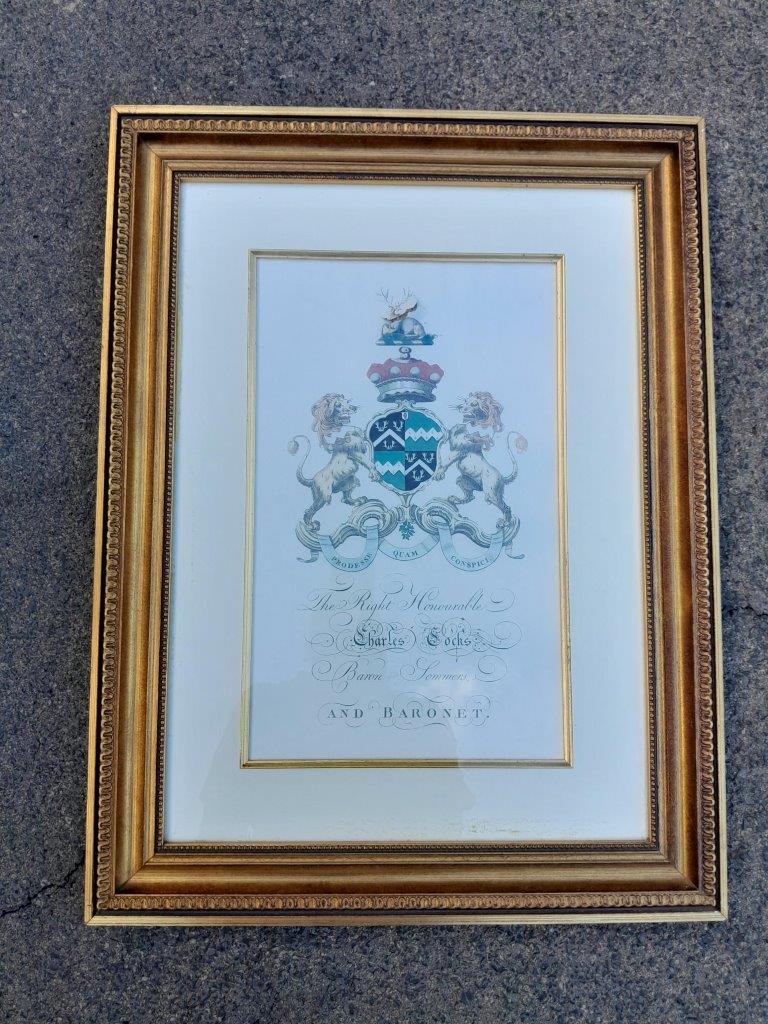 PRODESSE QUAM CONSPICI
The Right Honourable
Charles Cocks
Baron Sommers,
AND BARONET.